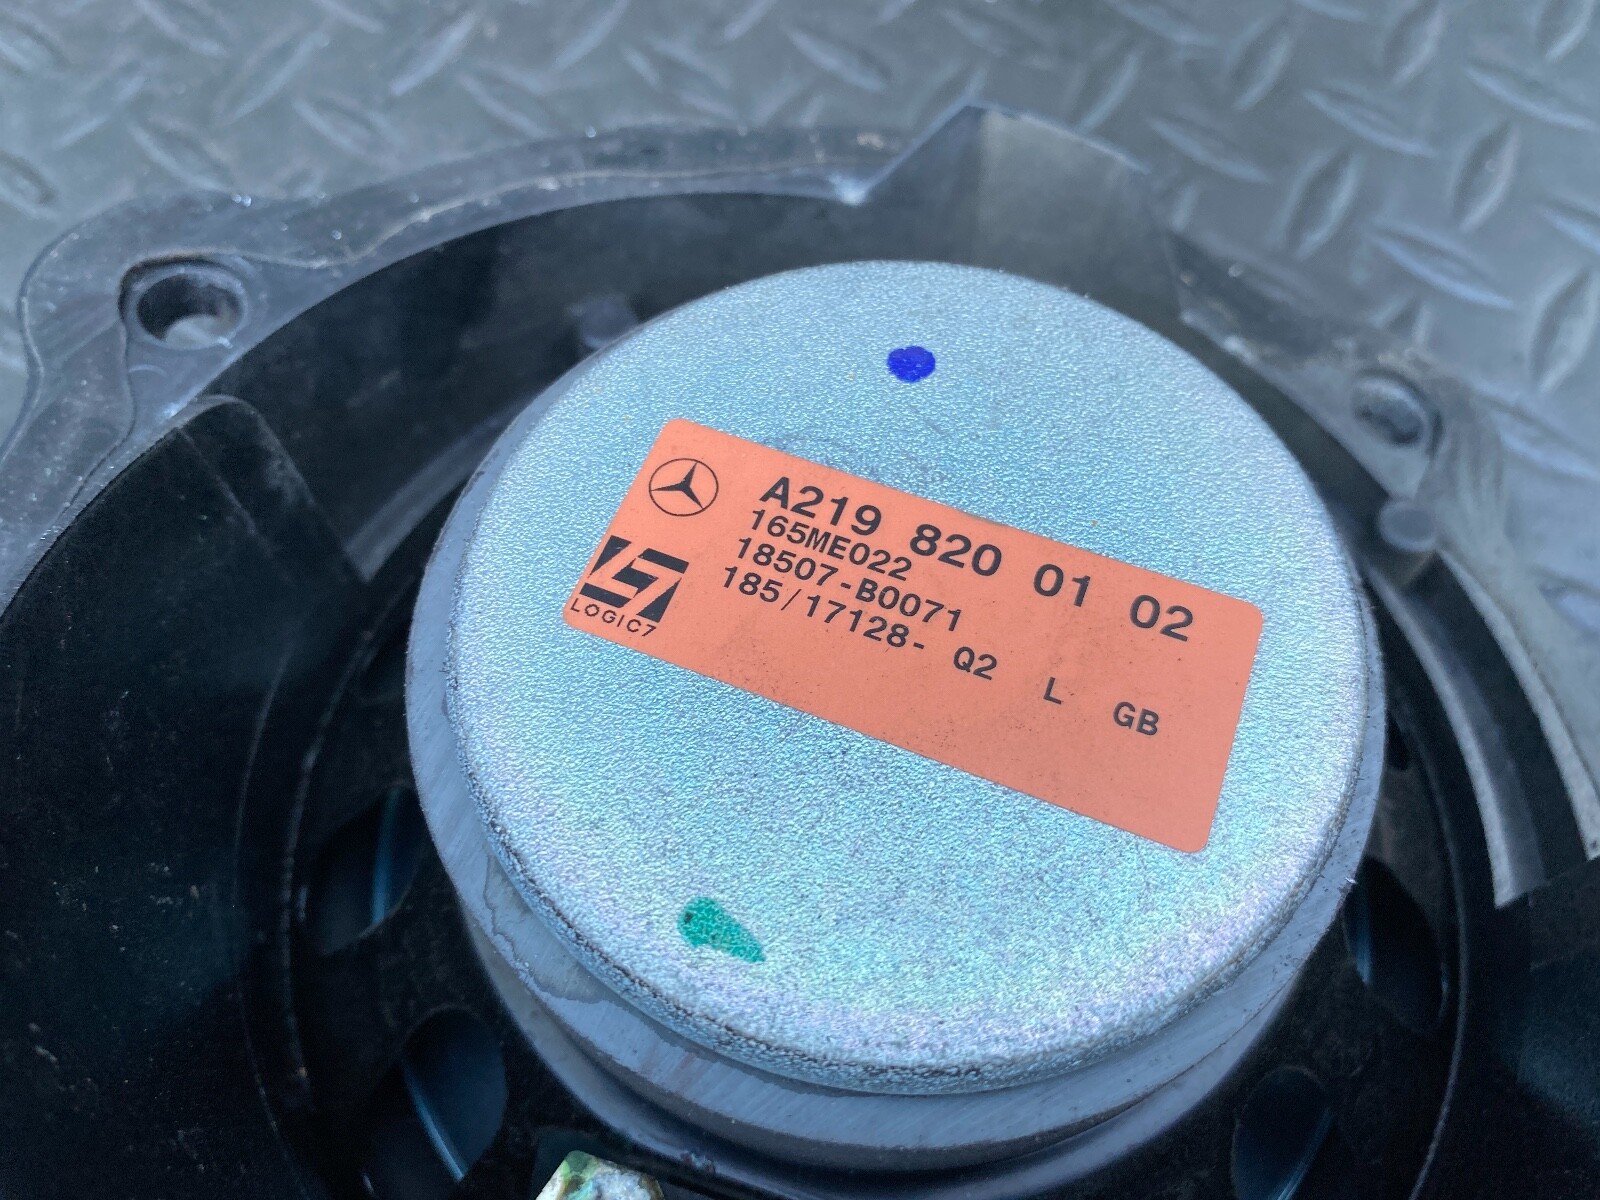 A219 820 01 02
165ME022
18507-B0071
185/17128- Q2 L GB
LOGIC7